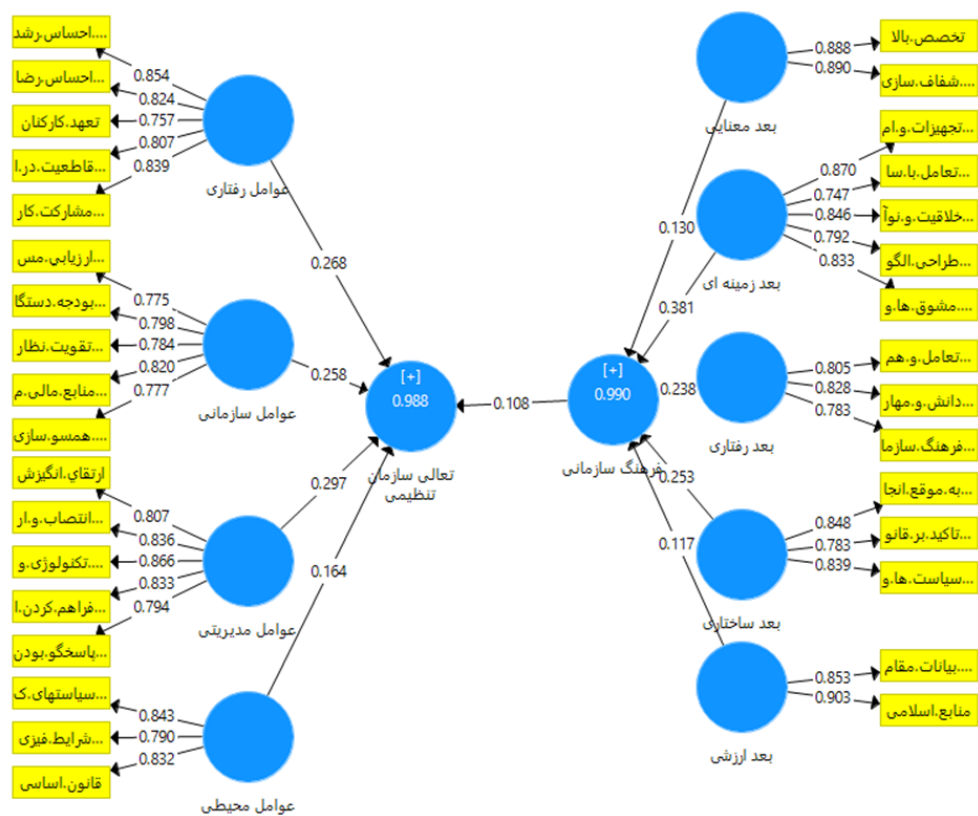 احساس.رشد....
احساس.رضا...
تعهد.کارکنان
قاطعیت.در.ا...
مشارکت.کار...
0.854
0.824
0.757
0.807
0.839
عوامل رفتاری
0.268
ارزیابی.مس...
بودجه.دستگا...
تقویت.نظار...
منابع.مالی.م...
همسو.سازی....
0.775
0.798
0.784
0.820
0.777
عوامل سازمانی
0.258
ارتقاي.انگیزش
انتصاب.و.ار...
تکنولوژی.و....
فراهم.کردن.ا...
پاسخگو.بودن...
0.807
0.836
0.866
0.833
0.794
عوامل مدیریتی
0.297
سیاستهای.ک...
شرایط.فیزی...
قانون.اساسی
0.843
0.790
0.832
عوامل محیطی
0.164
[+]
0.988
تعالی سازمان
تنظیمی
0.108
[+]
0.990
فرهنگ سازمانی
بعد معنایی
0.888
0.890
تخصص.بالا
شفاف.سازی....
0.130
بعد زمینه ای
0.870
0.747
0.846
0.792
0.833
تجهیزات.و.ام...
تعامل.با.سا...
خلاقیت.و.نوآ...
طراحی.الگو...
مشوق.ها.و....
0.381
بعد رفتاری
0.805
0.828
0.783
تعامل.و.هم...
دانش.و.مهار...
فرهنگ.سازما...
0.238
بعد ساختاری
0.848
0.783
0.839
به.موقع.انجا...
تاکید.بر.قانو...
سیاست.ها.و...
0.253
بعد ارزشی
0.853
0.903
بیانات.مقام....
منابع.اسلامی
0.117